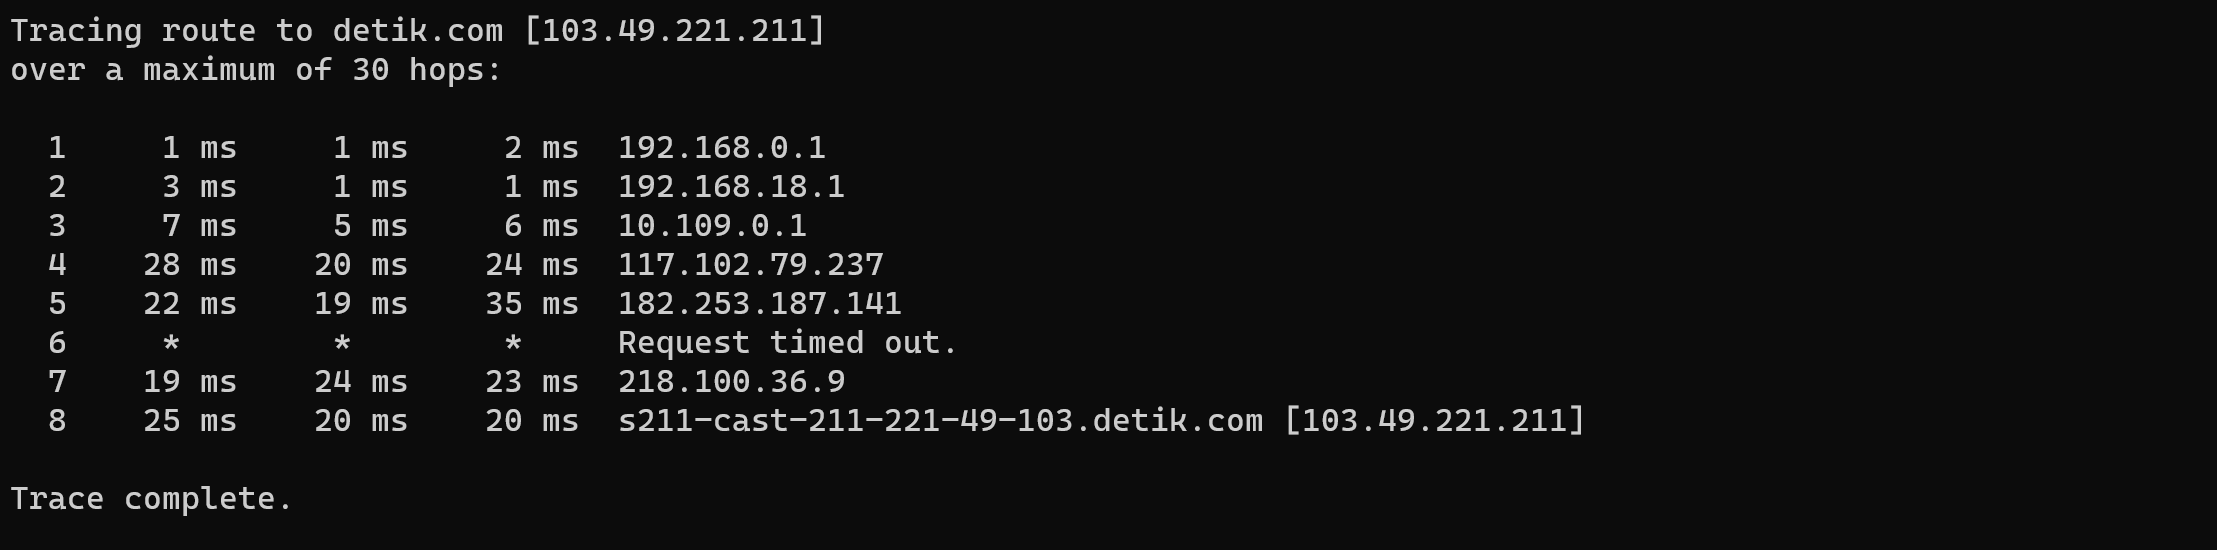 Tracing route to detik.com [103.49.221.211]
over a maximum of 30 hops:

  1     1 ms     1 ms     2 ms  192.168.0.1
  2     3 ms     1 ms     1 ms  192.168.18.1
  3     7 ms     5 ms     6 ms  10.109.0.1
  4    28 ms    20 ms    24 ms  117.102.79.237
  5    22 ms    19 ms    35 ms  182.253.187.141
  6     *        *        *     Request timed out.
  7    19 ms    24 ms    23 ms  218.100.36.9
  8    25 ms    20 ms    20 ms  s211-cast-211-221-49-103.detik.com [103.49.221.211]

Trace complete.